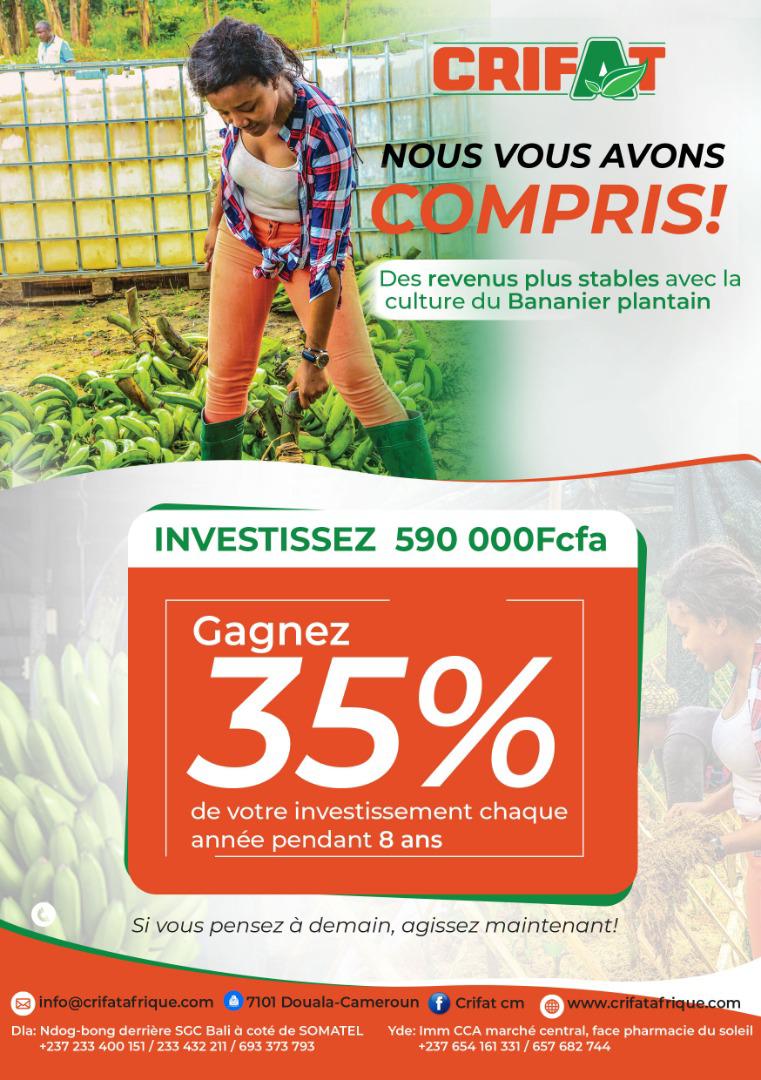 CRIFAT
NOUS VOUS AVONS
COMPRIS!
Des revenus plus stables avec la
culture du Bananier plantain
INVESTISSEZ 590 000Fcfa
Gagnez
35%
de votre investissement chaque
année pendant 8 ans
Si vous pensez à demain, agissez maintenant!
info@crifatafrique.com 7101 Douala-Cameroun Crifat cm www.crifatafrique.com
Dla: Ndog-bong derrière SGC Bali à coté de SOMATEL
+237 233 400 151 / 233 432 211 / 693 373 793
Yde: Imm CCA marché central, face pharmacie du soleil
+237 654 161 331 / 657 682 744